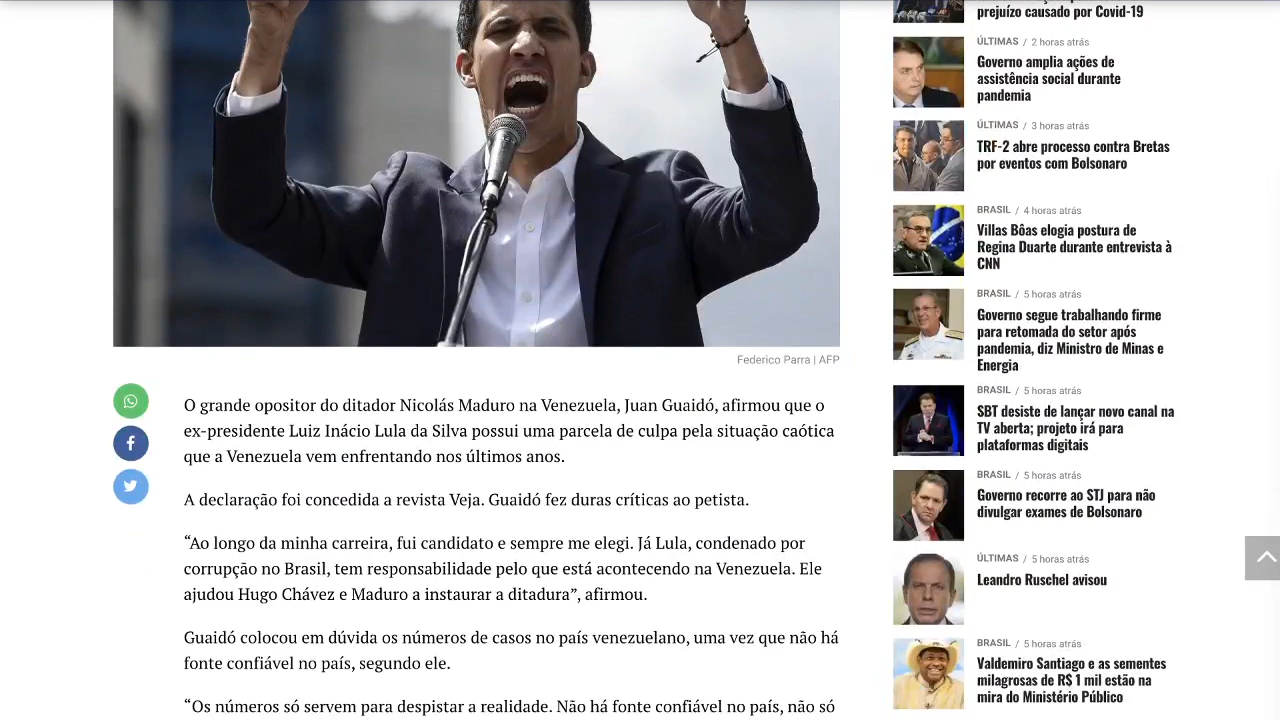 Federico Parra | AFP
O grande opositor ao ditador Nicolás Maduro na Venezuela, Juan Guaidó, afirmou que o
ex-presidente Luiz Inácio Lula da Silva possui uma parcela de culpa pela situação caótica
que a Venezuela vem enfrentando nos últimos anos.
A declaração foi concedida a revista Veja. Guaidó fez duras críticas ao petista.
“Ao longo da minha carreira, fui candidato e sempre me elegi. Já Lula, condenado por
corrupção no Brasil, tem responsabilidade pelo que está acontecendo na Venezuela. Ele
ajudou Hugo Chávez e Maduro a instaurar a ditadura”, afirmou.
Guaidó colocou em dúvida os números de casos no país venezuelano, uma vez que não há
fonte confiável no país, segundo ele.
“Os números só servem para despistar a realidade. Não há fonte confiável no país, não só
prejuízo causado por Covid-19
ÚLTIMAS / 2 horas atrás
Governo amplia ações de
assistência social durante
pandemia
ÚLTIMAS / 3 horas atrás
TRF-2 abre processo contra Bretas
por eventos com Bolsonaro
BRASIL / 4 horas atrás
Villas Bôas elogia postura de
Regina Duarte durante entrevista à
CNN
BRASIL / 5 horas atrás
Governo segue trabalhando firme
para retomada do setor após
pandemia, diz Ministro de Minas e
Energia
BRASIL / 5 horas atrás
SBT desiste de lançar novo canal na
TV aberta; projeto irá para
plataformas digitais
BRASIL / 5 horas atrás
Governo recorre ao STJ para não
divulgar exames de Bolsonaro
ÚLTIMAS / 5 horas atrás
Leandro Ruschel avisou
BRASIL / 5 horas atrás
Valdemiro Santiago e as sementes
milagrosas de R$ 1 mil estão na
mira do Ministério Público